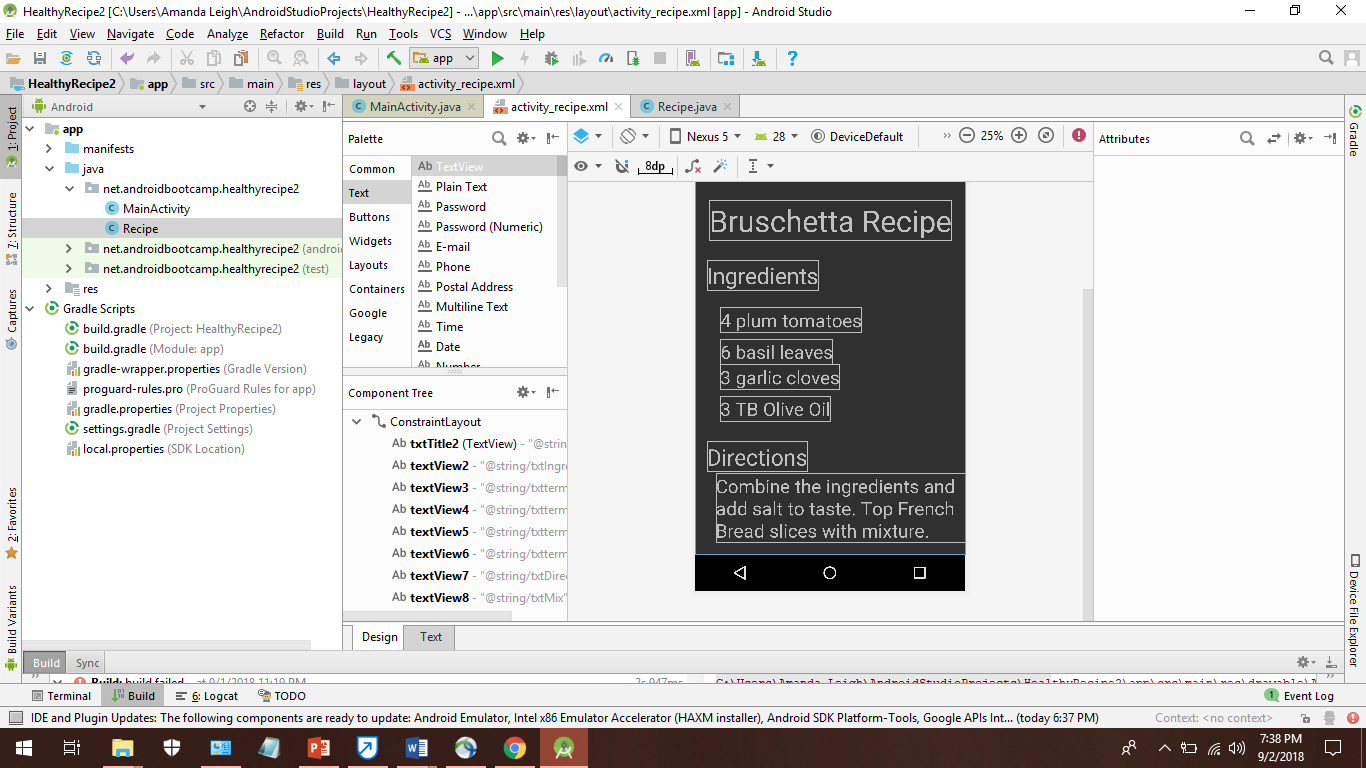 HealthyRecipe2 [C:\Users\Amanda Leigh\AndroidStudioProjects\HealthyRecipe2] - ...\app\src\main\res\layout\activity_recipe.xml [app] - Android Studio
File Edit View Navigate Code Analyze Refactor Build Run Tools VCS Window Help
app
HealthyRecipe2 app src main res layout activity_recipe.xml
Android
MainActivity.java activity_recipe.xml Recipe.java
1: Project
Z: Structure
Captures
2: Favorites
Build Variants
app
manifests
java
net.androidbootcamp.healthyrecipe2
MainActivity
Recipe
net.androidbootcamp.healthyrecipe2 (androi
net.androidbootcamp.healthyrecipe2 (test)
res
Gradle Scripts
build.gradle (Project: HealthyRecipe2)
build.gradle (Module: app)
gradle-wrapper.properties (Gradle Version)
proguard-rules.pro (ProGuard Rules for app)
gradle.properties (Project Properties)
settings.gradle (Project Settings)
local.properties (SDK Location)
Palette
Common
Text
Buttons
Widgets
Layouts
Containers
Google
Legacy
Ab TextView
Ab Plain Text
Ab Password
Ab Password (Numeric)
Ab E-mail
Ab Phone
Ab Postal Address
Ab Multiline Text
Ab Time
Ab Date
Ab Number
Component Tree
ConstraintLayout
Ab txtTitle2 (TextView) - "@strin
Ab textView2 - "@string/txtIngre
Ab textView3 - "@string/txtterm
Ab textView4 - "@string/txtterm
Ab textView5 - "@string/txtterm
Ab textView6 - "@string/txtterm
Ab textView7 - "@string/txtDirec
Ab textView8 - "@string/txtMix"
Nexus 5 28 DeviceDefault 25%
8dp
Bruschetta Recipe
Ingredients
4 plum tomatoes
6 basil leaves
3 garlic cloves
3 TB Olive Oil
Directions
Combine the ingredients and
add salt to taste. Top French
Bread slices with mixture.
Attributes
Gradle
Device File Explorer
Design Text
Build Sync
Build: build failed at 9/1/2018 11:19 PM 2s 947ms
C:\Users\Amanda Leigh\AndroidStudioProjects\HealthyRecipe2\app\src\main\res\drawable\
Terminal Build 6: Logcat TODO Event Log
IDE and Plugin Updates: The following components are ready to update: Android Emulator, Intel x86 Emulator Accelerator (HAXM installer), Android SDK Platform-Tools, Google APIs Int... (today 6:37 PM) Context: <no context>
7:38 PM
9/2/2018